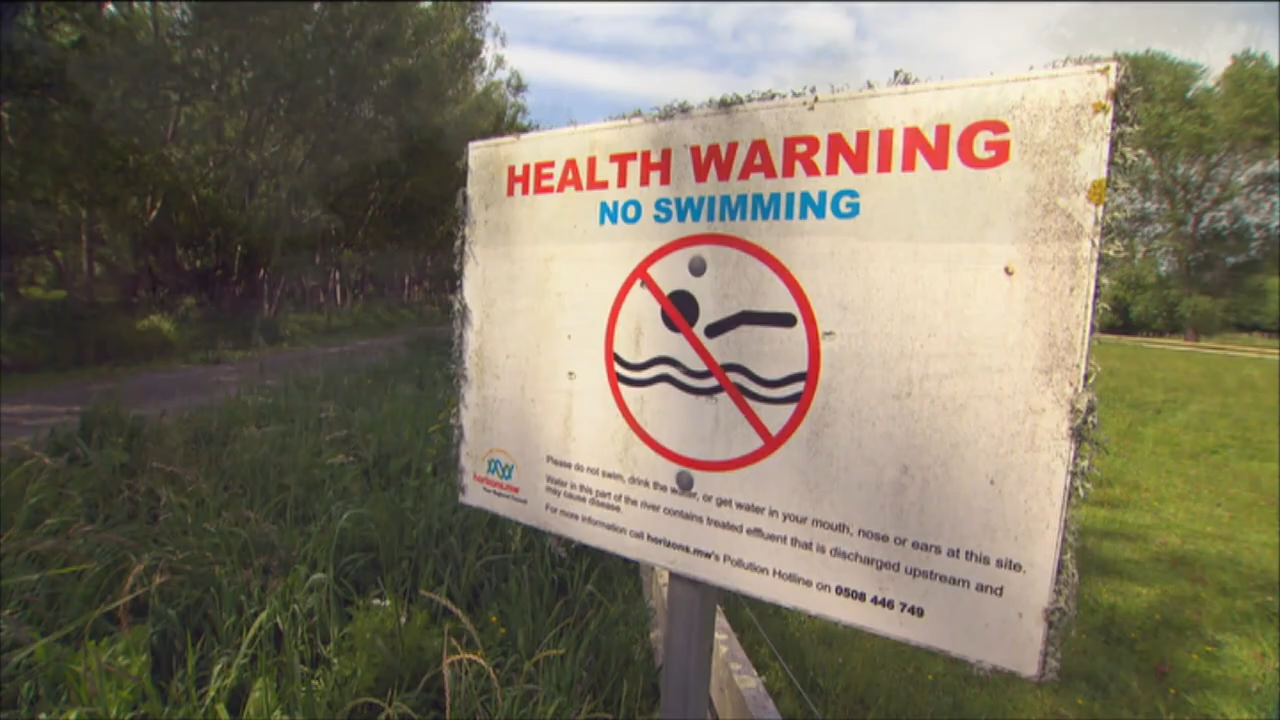 HEALTH WARNING
NO SWIMMING
Please do not swim, drink the water, or get water in your mouth, nose or ears at this site.
Water in this part of the river contains treated effluent that is discharged upstream and
may cause disease.
For more information call horizons.mw's Pollution Hotline on 0508 446 749
horizons.mw